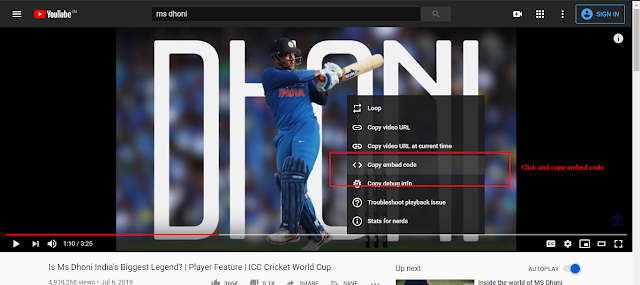 YouTube IN
ms dhoni
SIGN IN
DHONI
INDIA
Loop
Copy video URL
Copy video URL at current time
Copy embed code
Click and copy embed code
Copy debug info
Troubleshoot playback issue
Stats for nerds
1:10 / 3:25
Is Ms Dhoni India's Biggest Legend? | Player Feature | ICC Cricket World Cup
Up next
AUTOPLAY
4,919,268 views • Jul 6, 2019
366K
5.1K
SHARE
SAVE
Inside the world of MS Dhoni